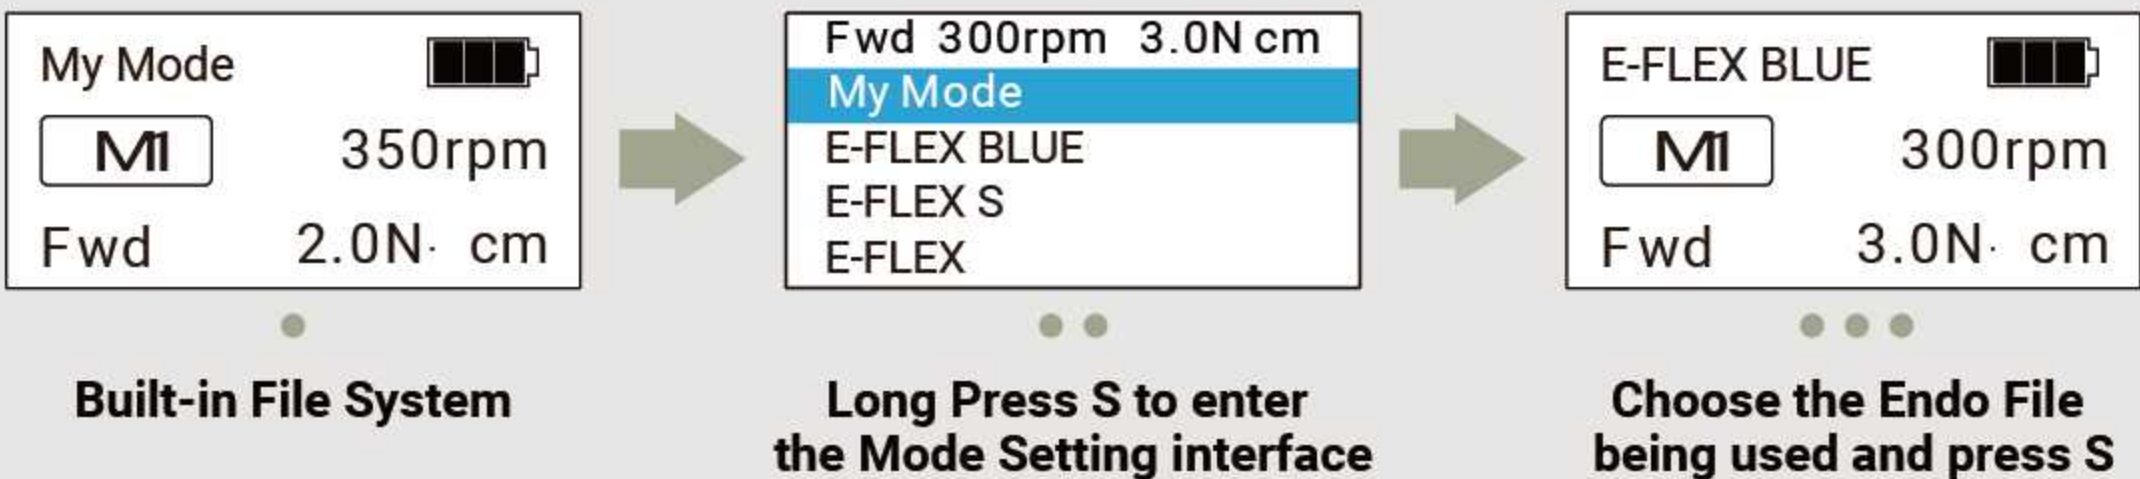 My Mode
M1 350rpm
Fwd 2.0N· cm
Built-in File System
Fwd 300rpm 3.0N cm
My Mode
E-FLEX BLUE
E-FLEX S
E-FLEX
Long Press S to enter
the Mode Setting interface
E-FLEX BLUE
M1 300rpm
Fwd 3.0N· cm
Choose the Endo File
being used and press S